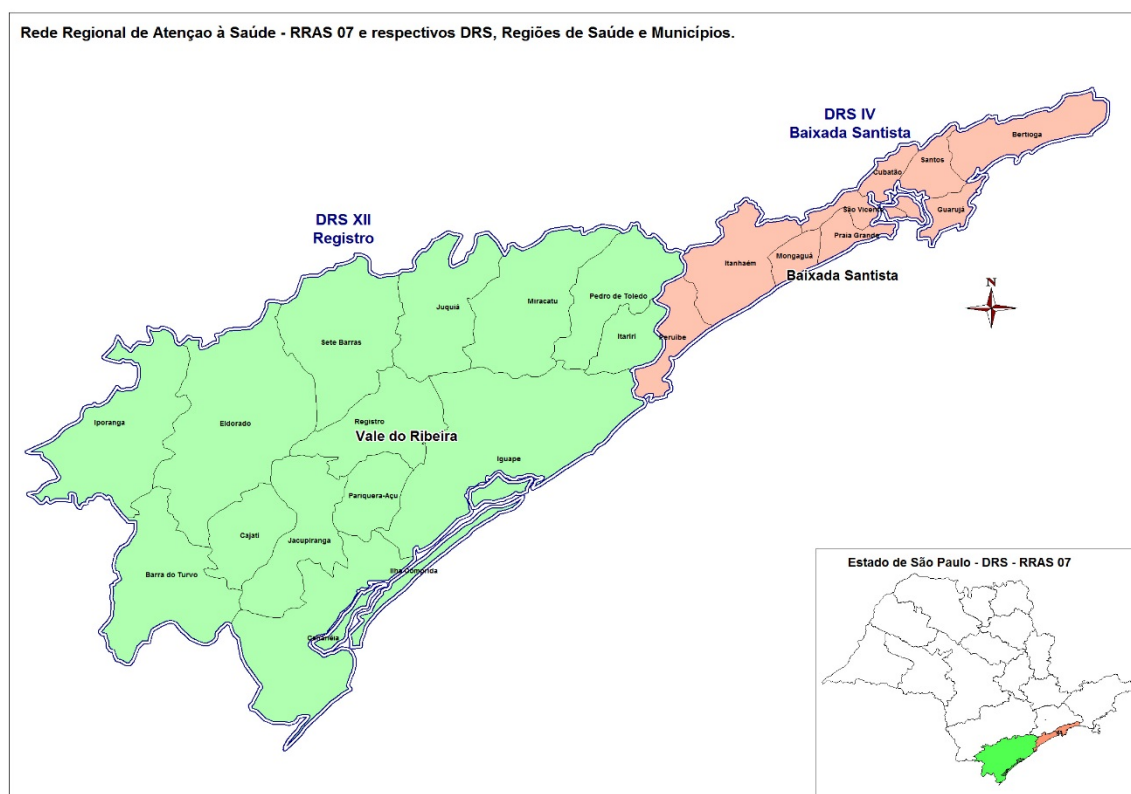 Rede Regional de Atençao à Saúde - RRAS 07 e respectivos DRS, Regiões de Saúde e Municípios.
DRS IV
Baixada Santista
Bertioga
Santos
Cubatão
Guarujá
São Vicente
Praia Grande
Mongaguá
Itanhaém
Baixada Santista
Peruíbe
N
DRS XII
Registro
Pedro de Toledo
Miracatu
Juquiá
Itariri
Sete Barras
Iporanga
Eldorado
Registro
Vale do Ribeira
Iguape
Pariquera-Açu
Cajati
Jacupiranga
Ilha Comprida
Barra do Turvo
Cananéia
Estado de São Paulo - DRS - RRAS 07